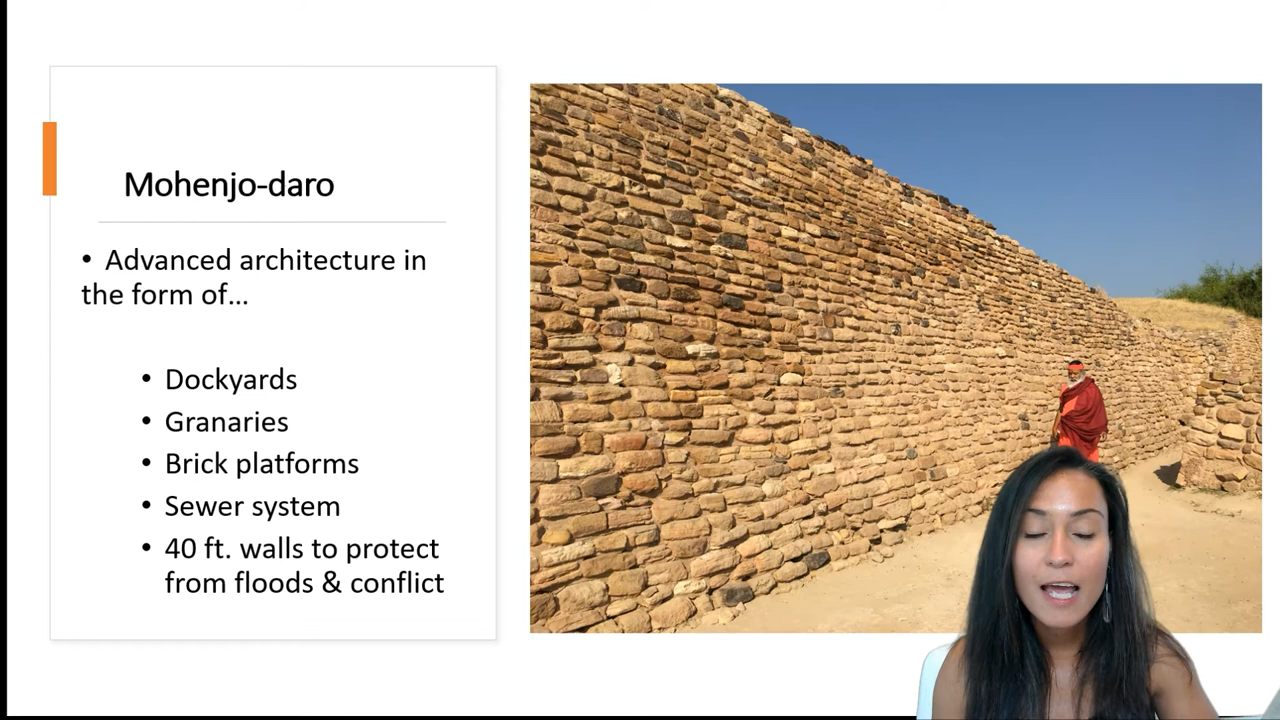 Mohenjo-daro
• Advanced architecture in
the form of...
• Dockyards
• Granaries
• Brick platforms
• Sewer system
• 40 ft. walls to protect
from floods & conflict